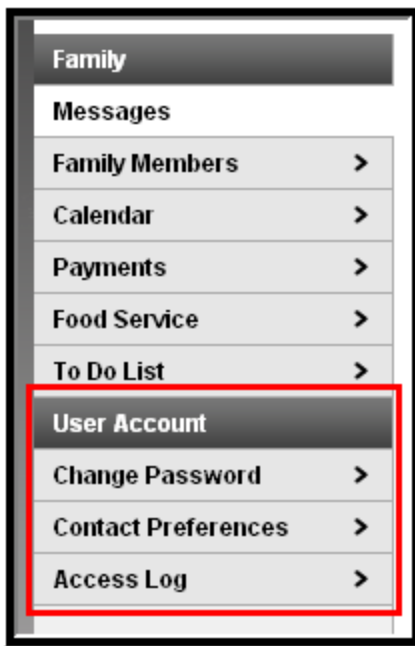 Family
Messages
Family Members
Calendar
Payments
Food Service
To Do List
User Account
Change Password
Contact Preferences
Access Log